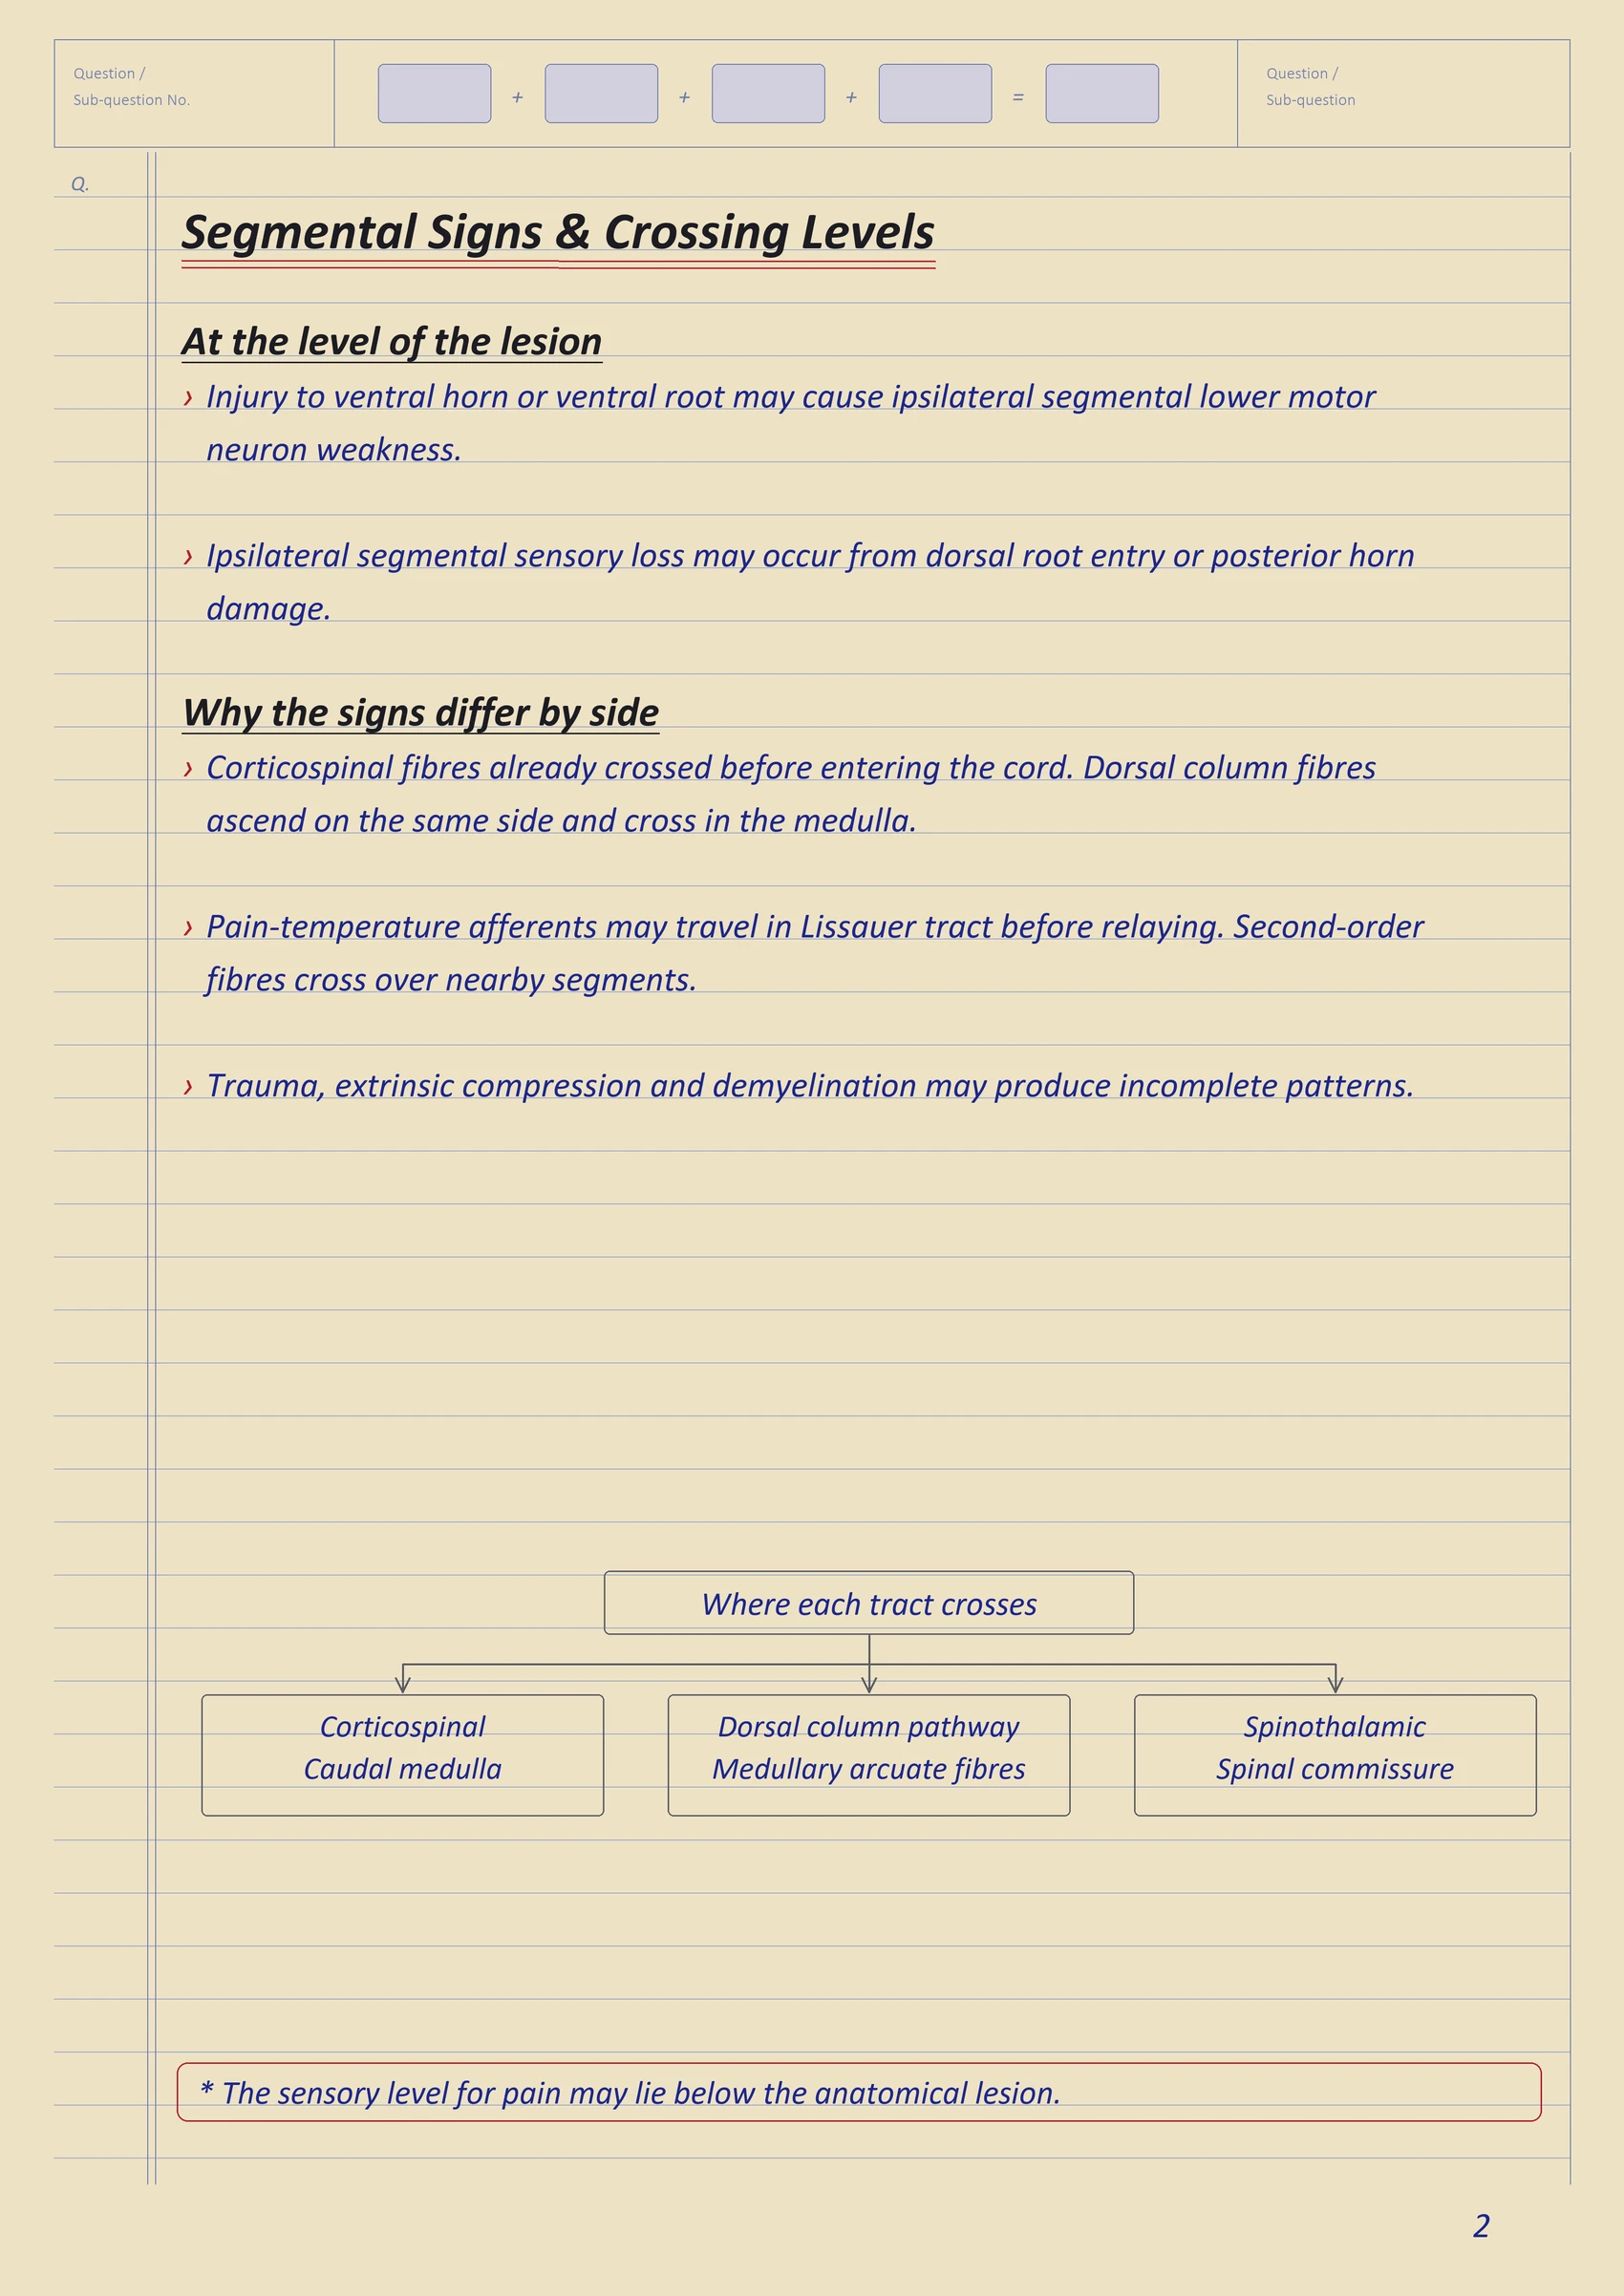 Question /
Sub-question No.
+ + + =
Question /
Sub-question
Q.
Segmental Signs & Crossing Levels
At the level of the lesion
› Injury to ventral horn or ventral root may cause ipsilateral segmental lower motor
neuron weakness.
› Ipsilateral segmental sensory loss may occur from dorsal root entry or posterior horn
damage.
Why the signs differ by side
› Corticospinal fibres already crossed before entering the cord. Dorsal column fibres
ascend on the same side and cross in the medulla.
› Pain-temperature afferents may travel in Lissauer tract before relaying. Second-order
fibres cross over nearby segments.
› Trauma, extrinsic compression and demyelination may produce incomplete patterns.
Where each tract crosses
Corticospinal
Caudal medulla
Dorsal column pathway
Medullary arcuate fibres
Spinothalamic
Spinal commissure
* The sensory level for pain may lie below the anatomical lesion.
2